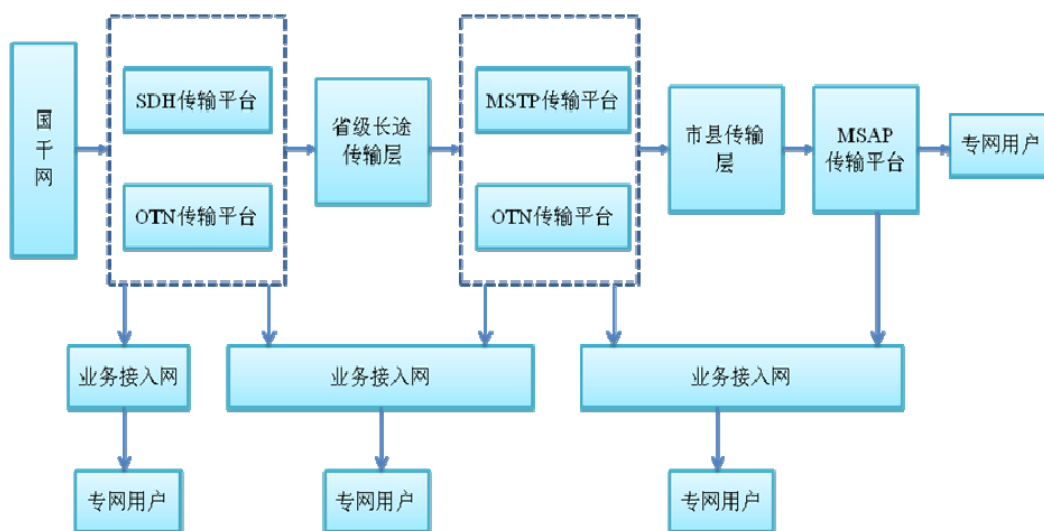 国干网
SDH传输平台
OTN传输平台
省级长途
传输层
MSTP传输平台
OTN传输平台
市县传输
层
MSAP
传输平台
专网用户
业务接入网
业务接入网
业务接入网
专网用户
专网用户
专网用户